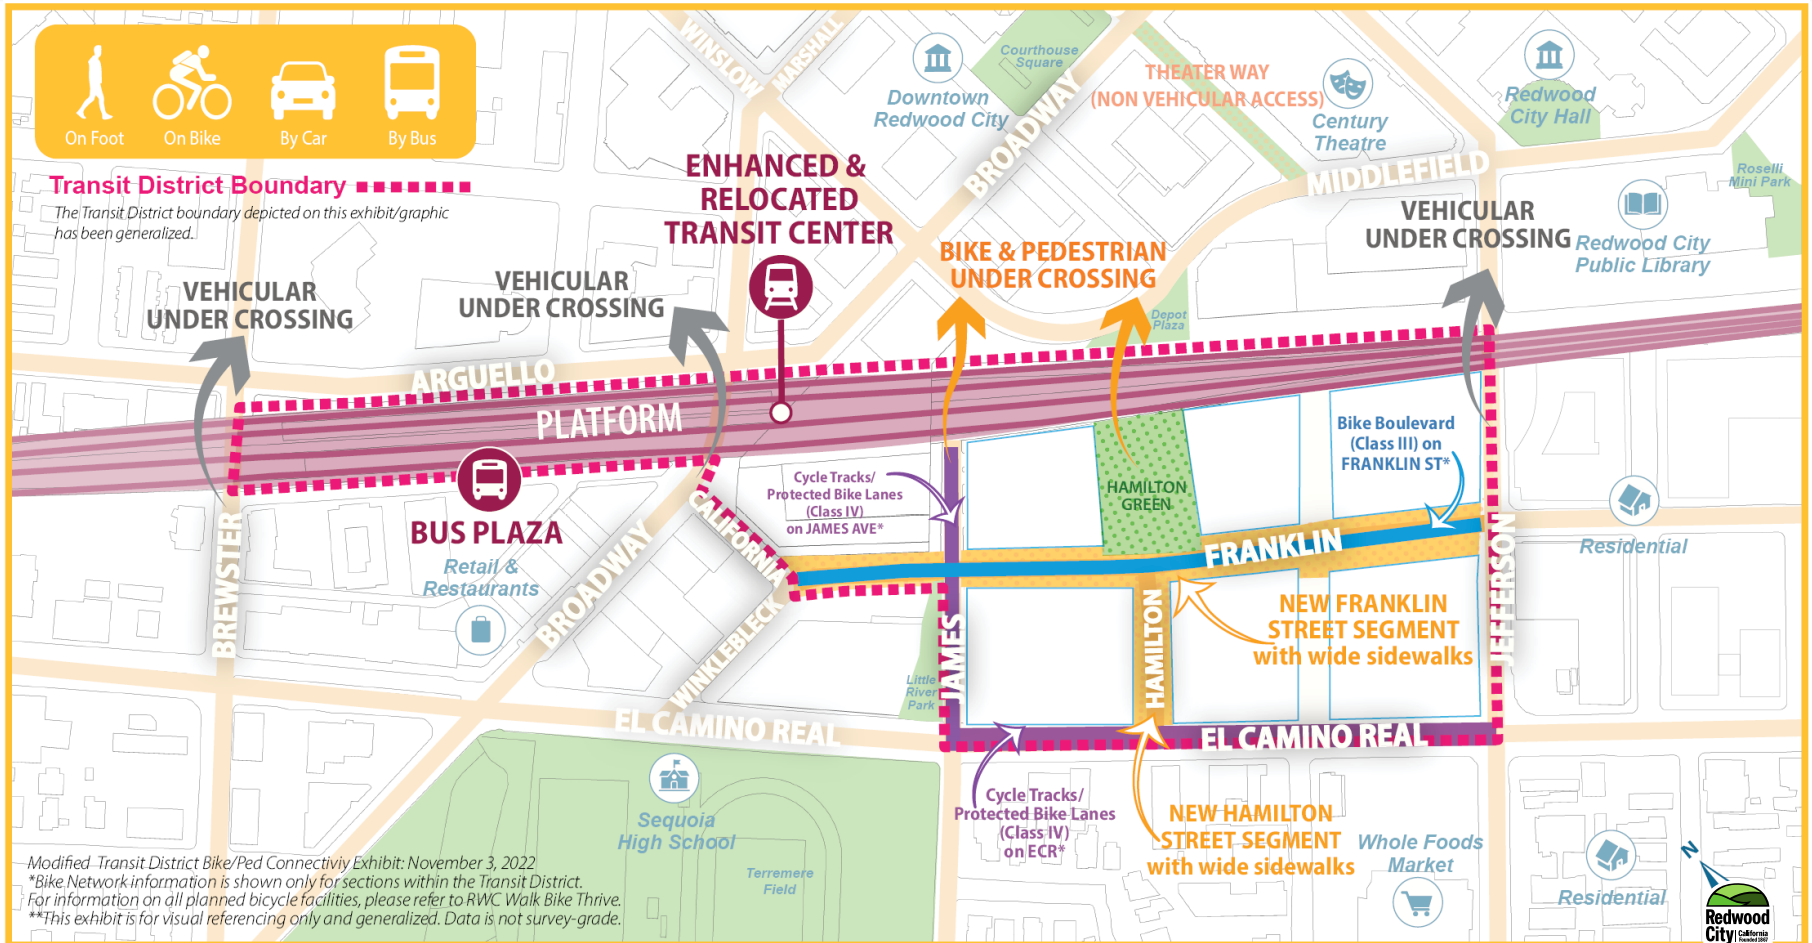 On Foot
On Bike
By Car
By Bus
Transit District Boundary
The Transit District boundary depicted on this exhibit/graphic
has been generalized.
WINSLOW
MARSHALL
Downtown
Redwood City
Courthouse
Square
BROADWAY
THEATER WAY
(NON VEHICULAR ACCESS)
Century
Theatre
Redwood
City Hall
MIDDLEFIELD
Roselli
Mini Park
ENHANCED &
RELOCATED
TRANSIT CENTER
VEHICULAR
UNDER CROSSING
VEHICULAR
UNDER CROSSING
BIKE & PEDESTRIAN
UNDER CROSSING
VEHICULAR
UNDER CROSSING
Redwood City
Public Library
Depot
Plaza
ARGUELLO
PLATFORM
BUS PLAZA
Retail &
Restaurants
BREWSTER
BROADWAY
CALIFORNIA
WINKLEBLECK
Cycle Tracks/
Protected Bike Lanes
(Class IV)
on JAMES AVE*
HAMILTON
GREEN
Bike Boulevard
(Class III) on
FRANKLIN ST*
FRANKLIN
JEFFERSON
Residential
NEW FRANKLIN
STREET SEGMENT
with wide sidewalks
JAMES
HAMILTON
Little
River
Park
EL CAMINO REAL
EL CAMINO REAL
Sequoia
High School
Terremere
Field
Cycle Tracks/
Protected Bike Lanes
(Class IV)
on ECR*
NEW HAMILTON
STREET SEGMENT
with wide sidewalks
Whole Foods
Market
Residential
N
Redwood
City
California
Founded 1867
Modified Transit District Bike/Ped Connectiviy Exhibit: November 3, 2022
*Bike Network information is shown only for sections within the Transit District.
For information on all planned bicycle facilities, please refer to RWC Walk Bike Thrive.
**This exhibit is for visual referencing only and generalized. Data is not survey-grade.